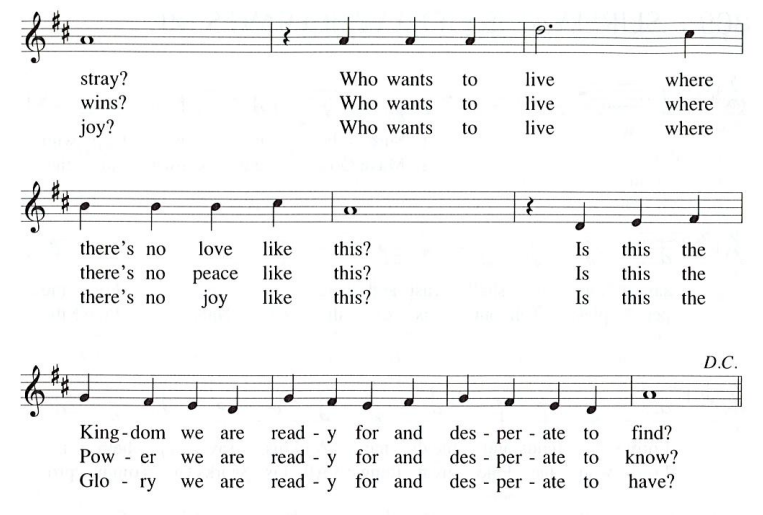 stray? Who wants to live where
wins? Who wants to live where
joy? Who wants to live where
there's no love like this? Is this the
there's no peace like this? Is this the
there's no joy like this? Is this the
D.C.
King-dom we are read-y for and des-per-ate to find?
Pow-er we are read-y for and des-per-ate to know?
Glo-ry we are read-y for and des-per-ate to have?